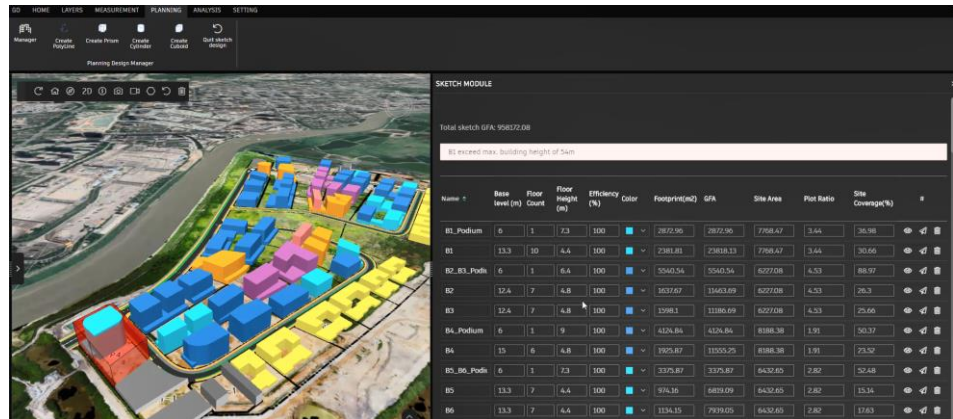 GO HOME LAYERS MEASUREMENT PLANNING ANALYSIS SETTING
Manager
Create PolyLine
Create Prism
Create Cylinder
Create Cuboid
Quit sketch design
Planning Design Manager
2D
SKETCH MODULE
Total sketch GFA: 958172.08
B1 exceed max. building height of 54m
Name Base level (m) Floor Count Floor Height (m) Efficiency (%) Color Footprint(m2) GFA Site Area Plot Ratio Site Coverage(%) #
B1_Podium 6 1 7.3 100 2872.96 2872.96 7768.47 3.44 36.98
B1 13.3 10 4.4 100 2381.81 23818.13 7768.47 3.44 30.66
B2_B3_Podi 6 1 6.4 100 5540.54 5540.54 6227.08 4.53 88.97
B2 12.4 7 4.8 100 1637.67 11463.69 6227.08 4.53 26.3
B3 12.4 7 4.8 100 1598.1 11186.69 6227.08 4.53 25.66
B4_Podium 6 1 9 100 4124.84 4124.84 8188.38 1.91 50.37
B4 15 6 4.8 100 1925.87 11555.25 8188.38 1.91 23.52
B5_B6_Podi 6 1 7.3 100 3375.87 3375.87 6432.65 2.82 52.48
B5 13.3 7 4.4 100 974.16 6819.09 6432.65 2.82 15.14
B6 13.3 7 4.4 100 1134.15 7939.05 6432.65 2.82 17.63